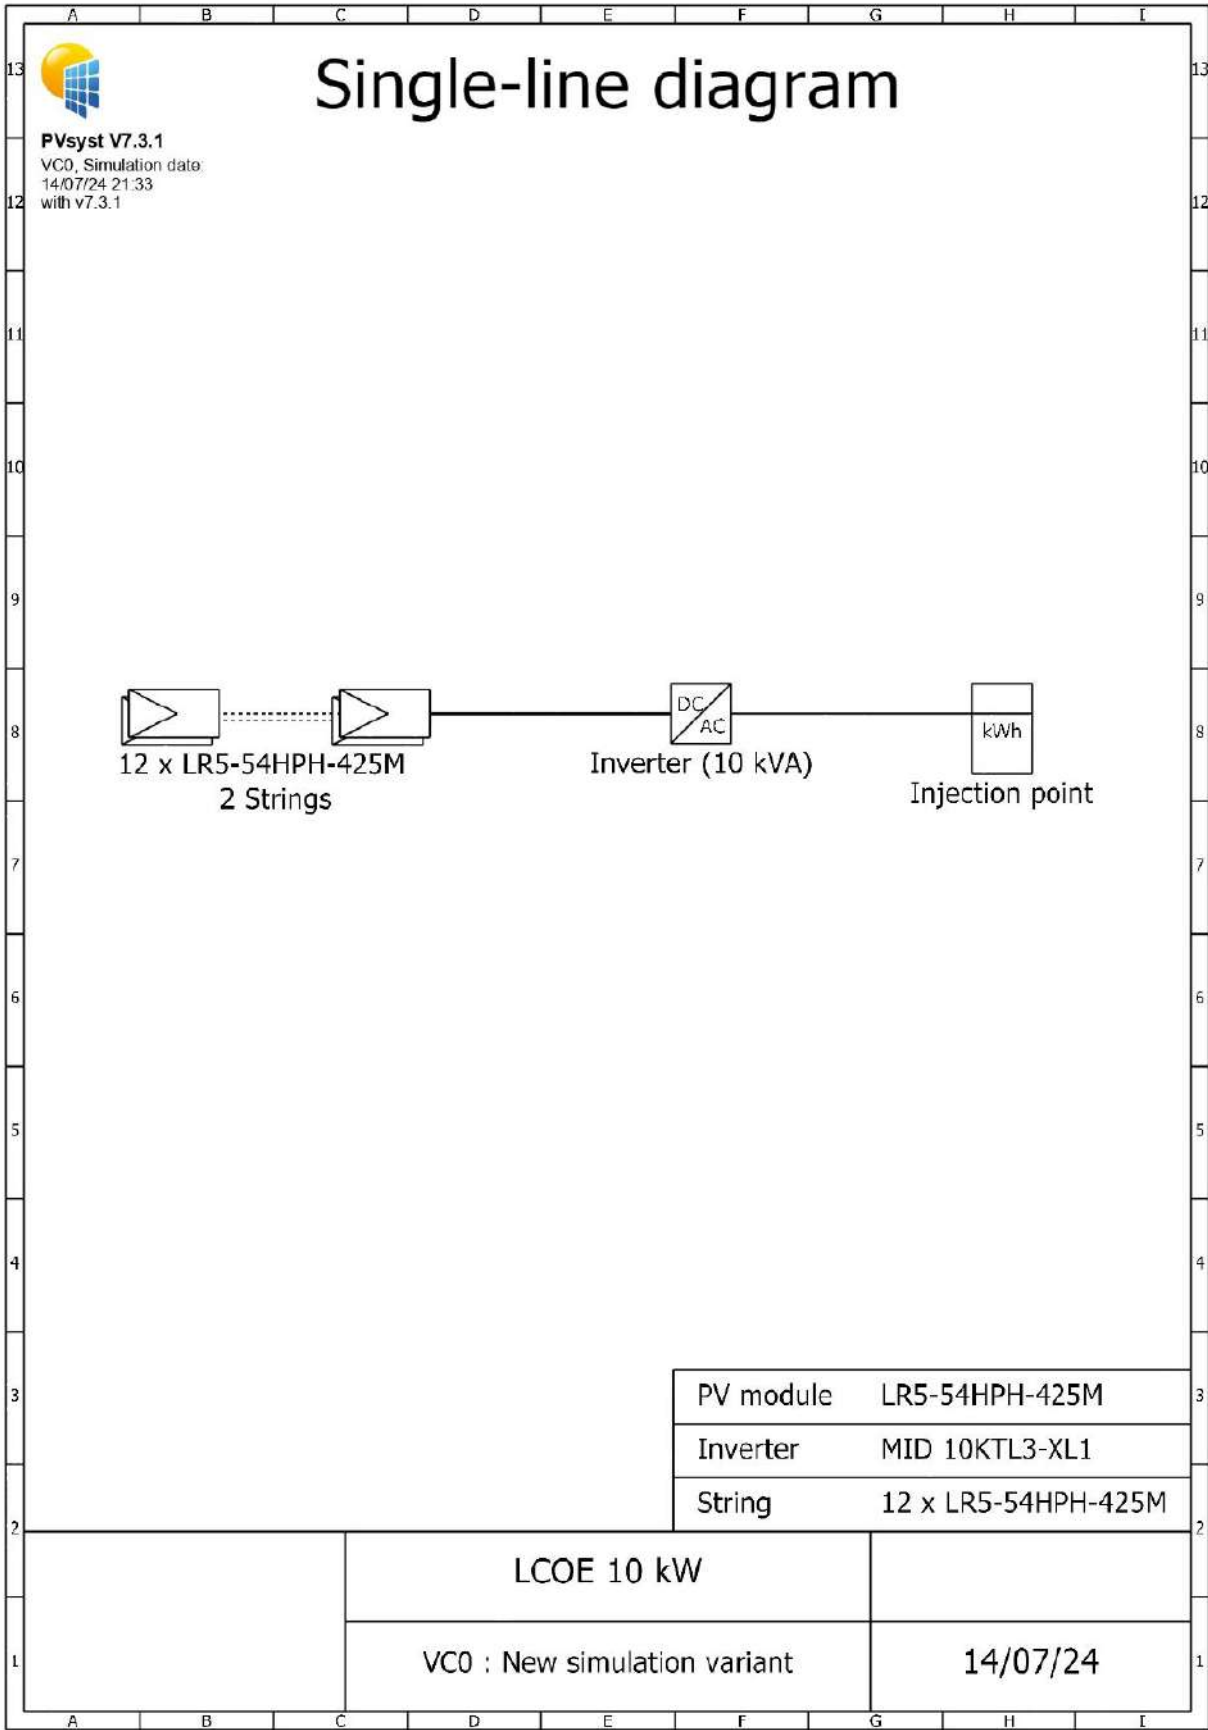 A B C D E F G H I
13 13
Single-line diagram
PVsyst V7.3.1
VC0, Simulation date:
14/07/24 21:33
with v7.3.1
12 12
11 11
10 10
9 9
DC
AC
kWh
8 8
12 x LR5-54HPH-425M
2 Strings
Inverter (10 kVA)
Injection point
7 7
6 6
5 5
4 4
3 3
PV module LR5-54HPH-425M
Inverter MID 10KTL3-XL1
String 12 x LR5-54HPH-425M
2 2
LCOE 10 kW
VC0 : New simulation variant 14/07/24
1 1
A B C D E F G H I